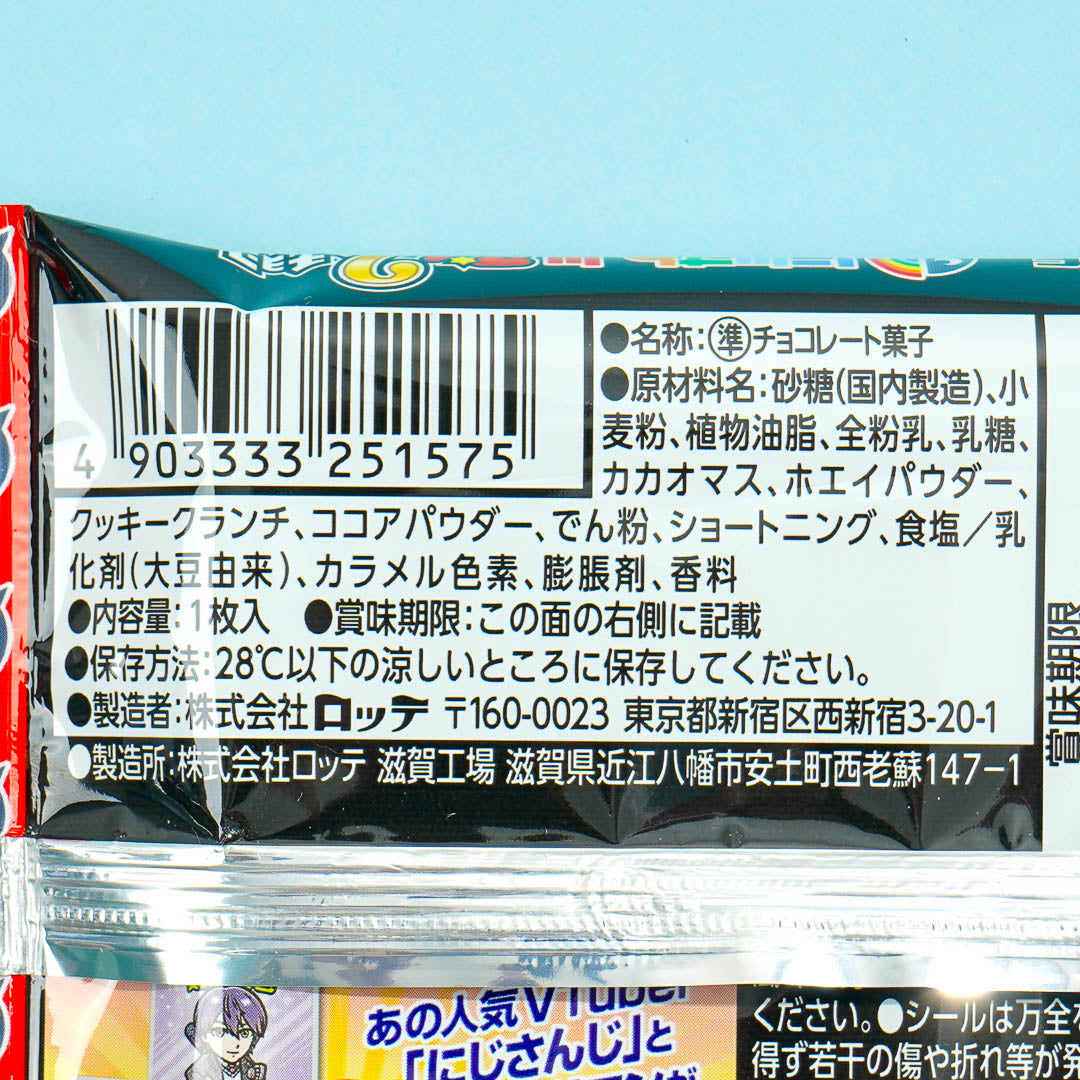 ●名称:㊟準チョコレート菓子
●原材料名:砂糖(国内製造)、小
麦粉、植物油脂、全粉乳、乳糖、
カカオマス、ホエイパウダー、
クッキークランチ、ココアパウダー、でん粉、ショートニング、食塩/乳
化剤(大豆由来)、カラメル色素、膨脹剤、香料
4 903333 251575
●内容量:1枚入 ●賞味期限:この面の右側に記載
●保存方法:28℃以下の涼しいところに保存してください。
●製造者:株式会社ロッテ 〒160-0023 東京都新宿区西新宿3-20-1
●製造所:株式会社ロッテ 滋賀工場 滋賀県近江八幡市安土町西老蘇147-1
賞味期限
あの人気VTuber
「にじさんじ」と
ください。●シールは万全
得ず若干の傷や折れ等が発